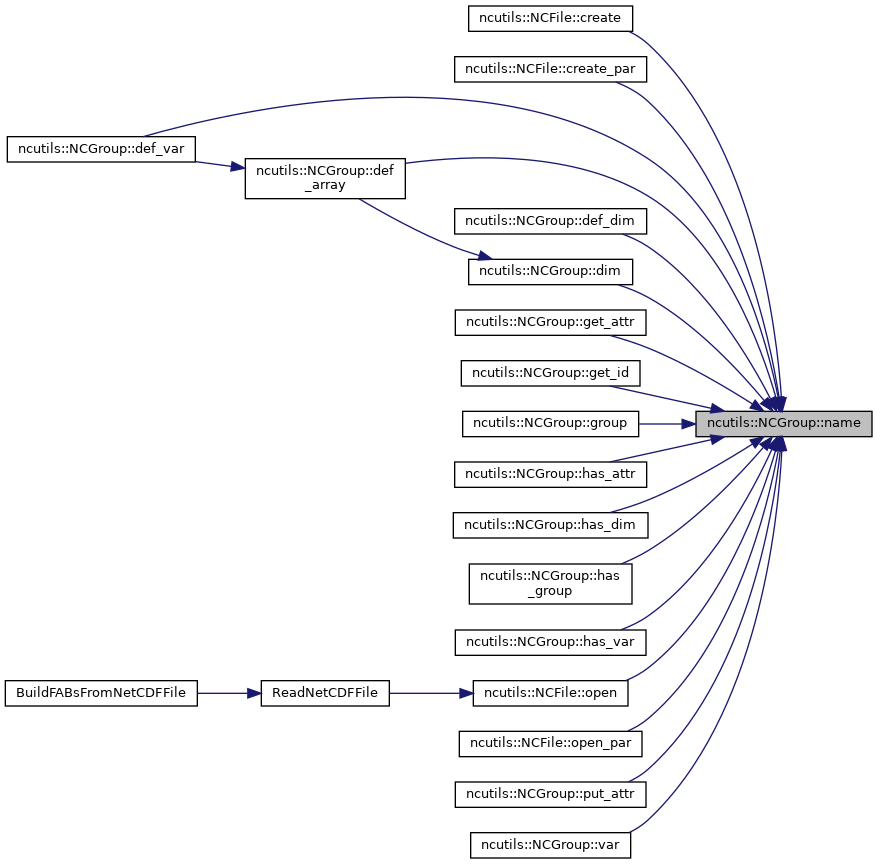 ncutils::NCFile::create
ncutils::NCFile::create_par
ncutils::NCGroup::def_var
ncutils::NCGroup::def
_array
ncutils::NCGroup::def_dim
ncutils::NCGroup::dim
ncutils::NCGroup::get_attr
ncutils::NCGroup::get_id
ncutils::NCGroup::group
ncutils::NCGroup::name
ncutils::NCGroup::has_attr
ncutils::NCGroup::has_dim
ncutils::NCGroup::has
_group
ncutils::NCGroup::has_var
BuildFABsFromNetCDFFile
ReadNetCDFFile
ncutils::NCFile::open
ncutils::NCFile::open_par
ncutils::NCGroup::put_attr
ncutils::NCGroup::var